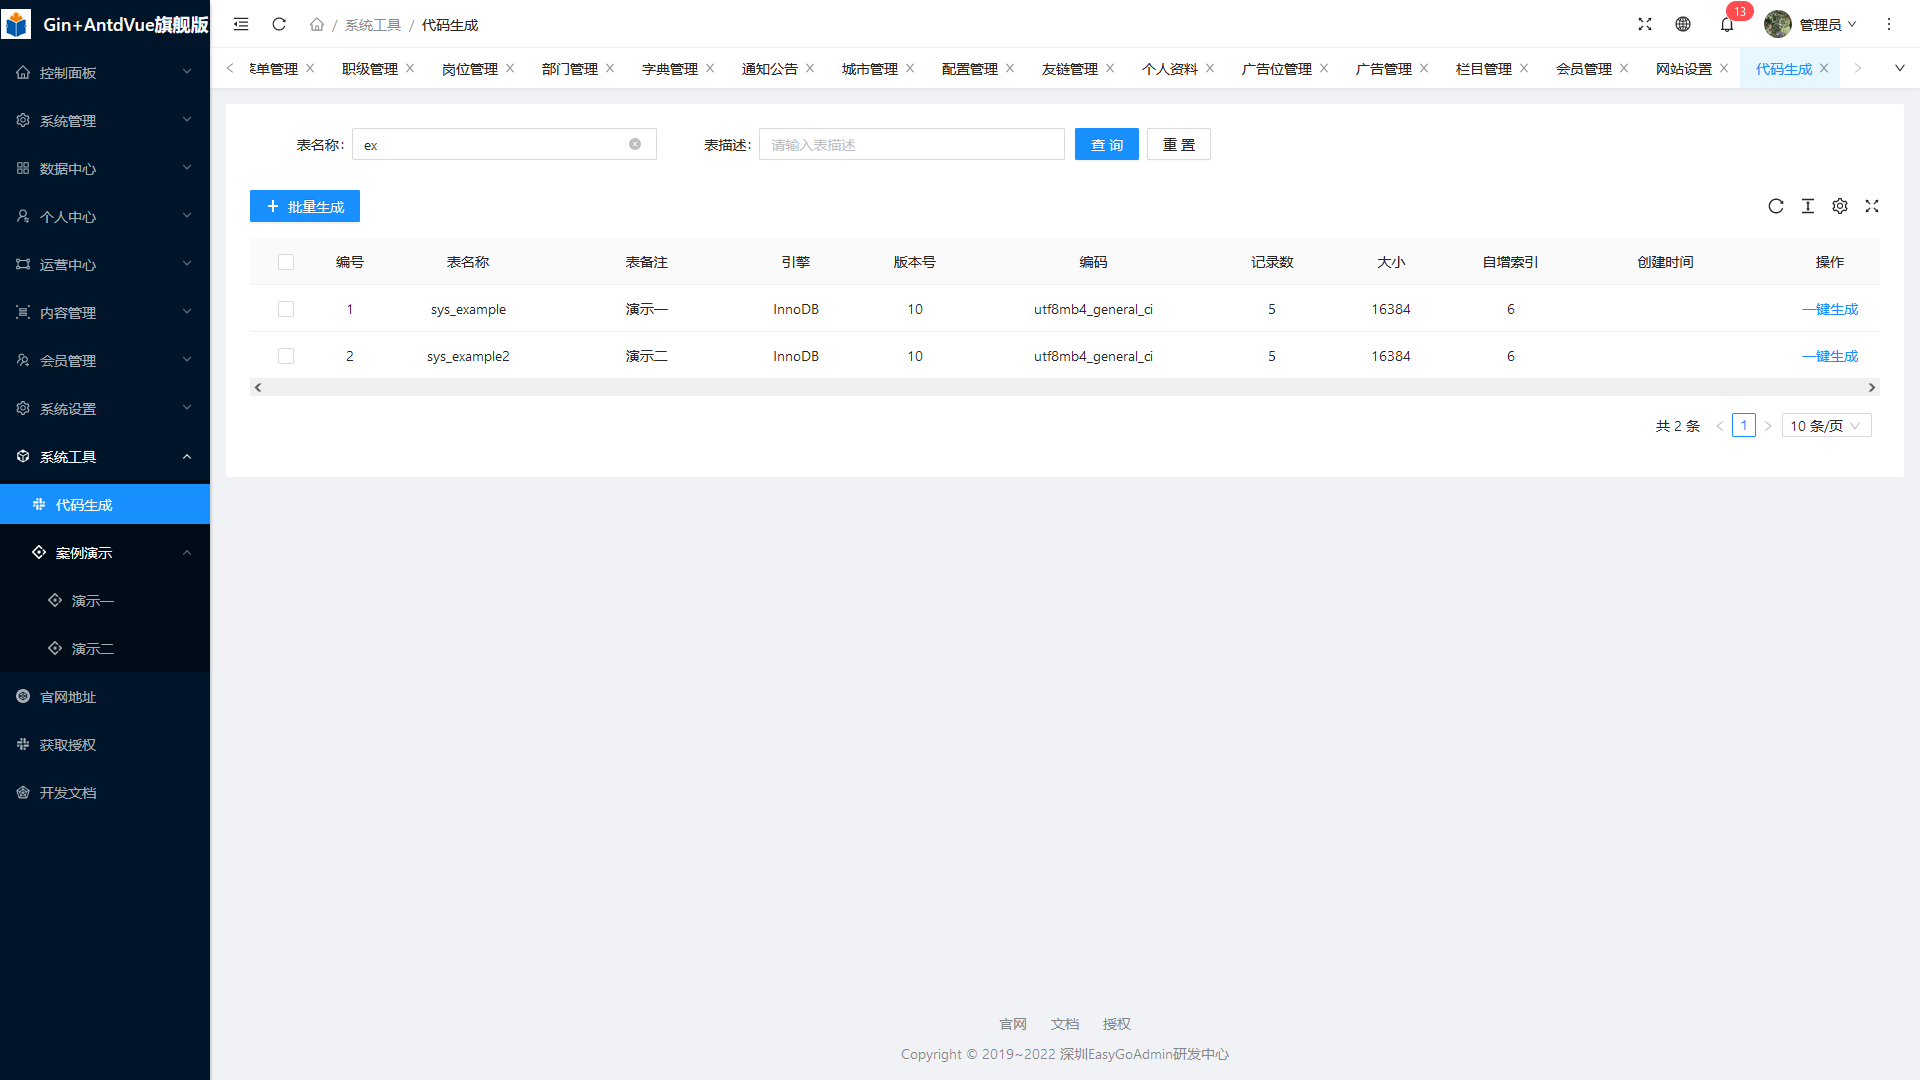 Gin+AntdVue旗舰版
控制面板
系统管理
数据中心
个人中心
运营中心
内容管理
会员管理
系统设置
系统工具
代码生成
案例演示
演示一
演示二
官网地址
获取授权
开发文档
/ 系统工具 / 代码生成
13
管理员
菜单管理 职级管理 岗位管理 部门管理 字典管理 通知公告 城市管理 配置管理 友链管理 个人资料 广告位管理 广告管理 栏目管理 会员管理 网站设置 代码生成
表名称: ex 表描述: 请输入表描述 查 询 重 置
批量生成
编号 表名称 表备注 引擎 版本号 编码 记录数 大小 自增索引 创建时间 操作
1 sys_example 演示一 InnoDB 10 utf8mb4_general_ci 5 16384 6 一键生成
2 sys_example2 演示二 InnoDB 10 utf8mb4_general_ci 5 16384 6 一键生成
共 2 条 1 10 条/页
官网 文档 授权
Copyright © 2019~2022 深圳EasyGoAdmin研发中心